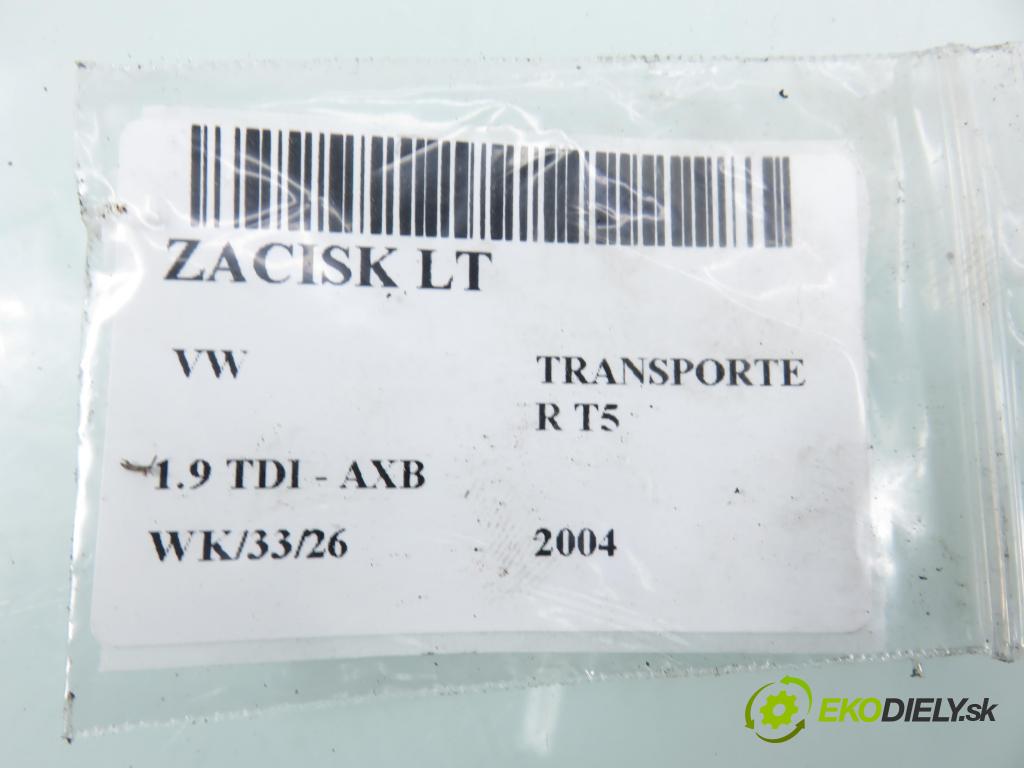 ZACISK LT
VW
TRANSPORTE
R T5
1.9 TDI - AXB
WK/33/26
2004
EKODIELY.sk